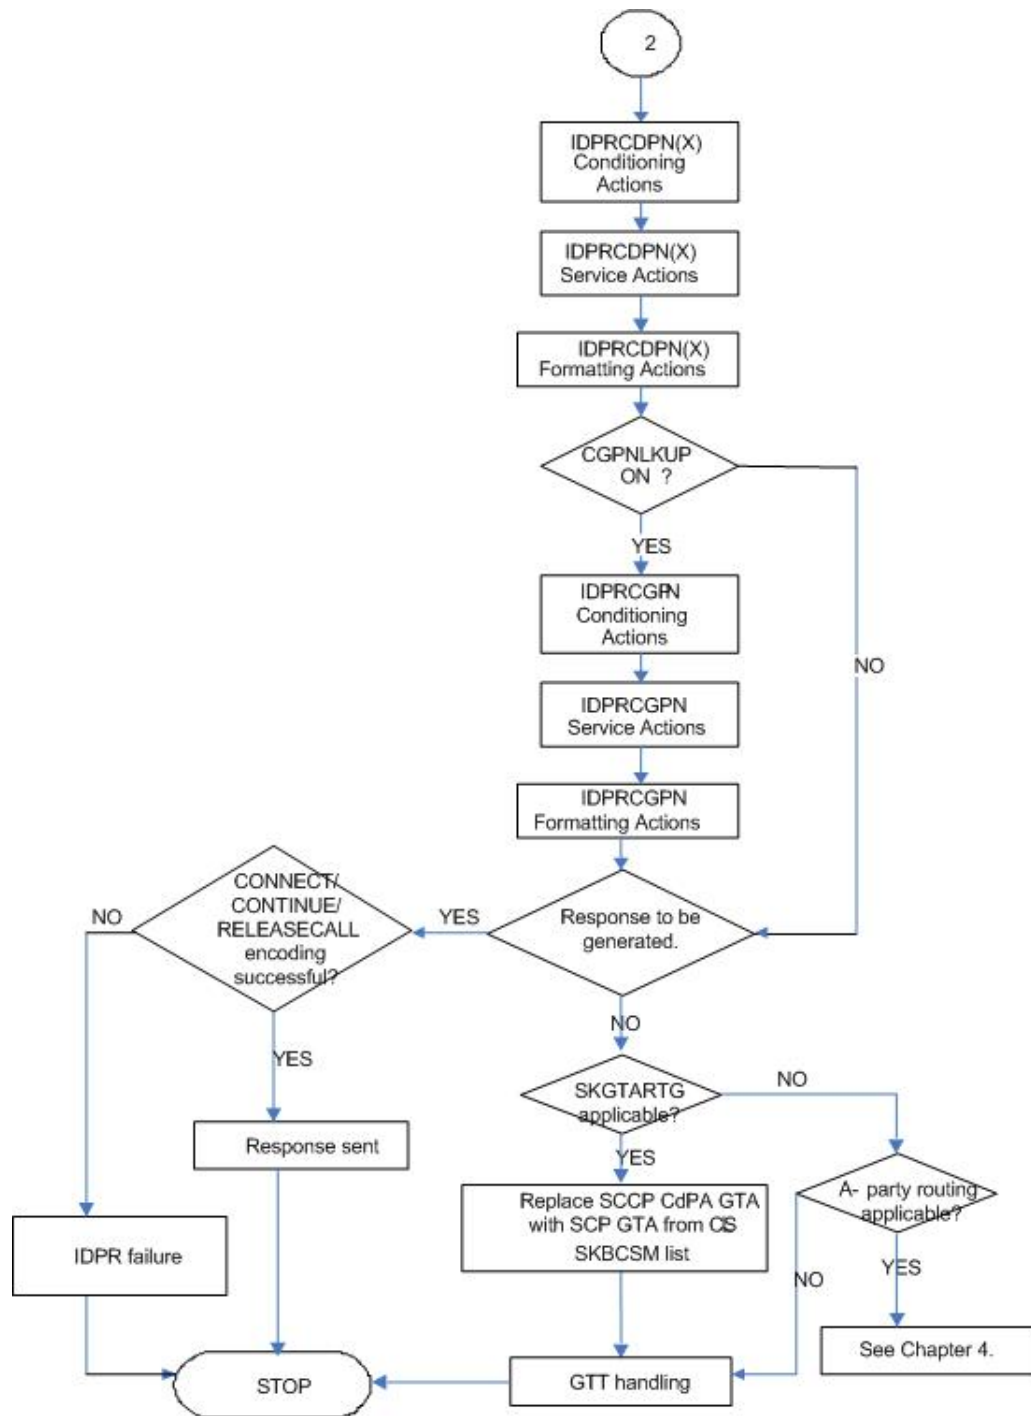 2
IDPRCDPN(X)
Conditioning
Actions
IDPRCDPN(X)
Service Actions
IDPRCDPN(X)
Formatting Actions
CGPNLKUP
ON ?
YES
NO
IDPRCGPN
Conditioning
Actions
IDPRCGPN
Service Actions
IDPRCGPN
Formatting Actions
Response to be
generated.
YES
CONNECT/
CONTINUE/
RELEASECALL
encoding
successful?
NO
YES
NO
SKGTARTG
applicable?
NO
YES
Response sent
A- party routing
applicable?
Replace SCCP CdPA GTA
with SCP GTA from CIS
SKBCSM list
IDPR failure
NO
YES
See Chapter 4.
STOP
GTT handling